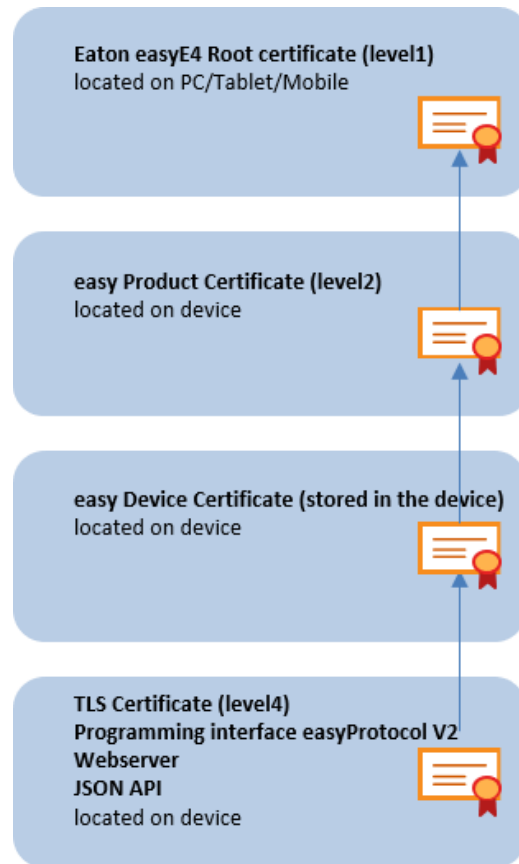 Eaton easyE4 Root certificate (level1)
located on PC/Tablet/Mobile
easy Product Certificate (level2)
located on device
easy Device Certificate (stored in the device)
located on device
TLS Certificate (level4)
Programming interface easyProtocol V2
Webserver
JSON API
located on device